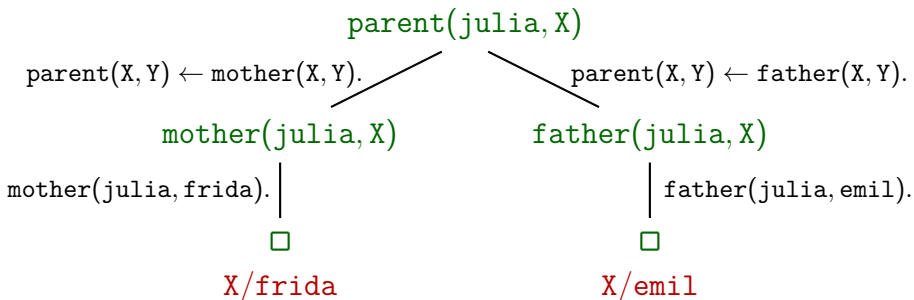 parent(julia, X)
parent(X, Y) ← mother(X, Y).
parent(X, Y) ← father(X, Y).
mother(julia, X)
father(julia, X)
mother(julia, frida).
father(julia, emil).
□
□
X/frida
X/emil